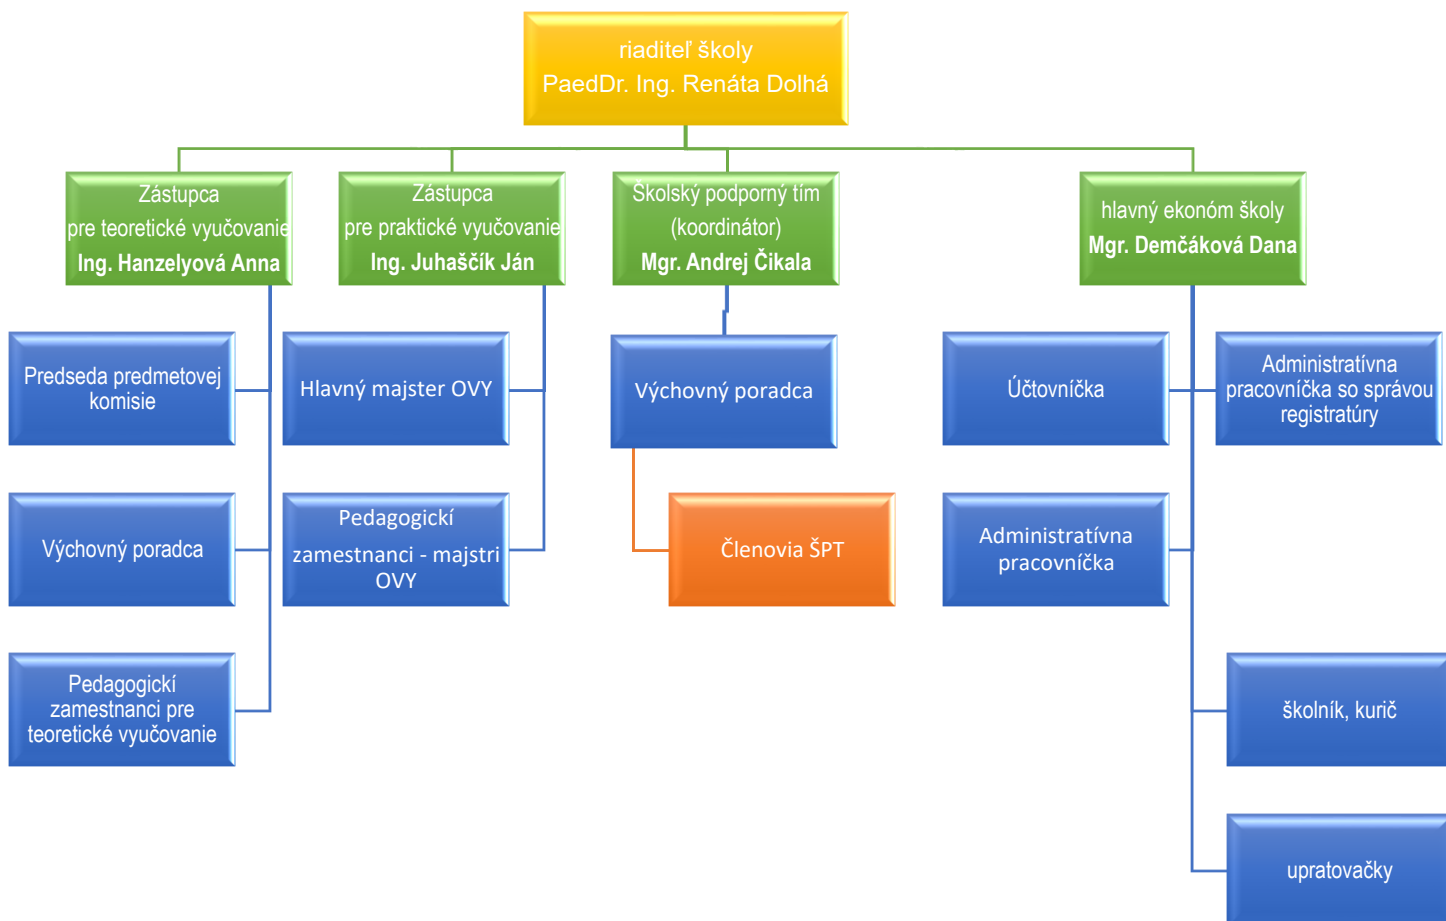 riaditeľ školy
PaedDr. Ing. Renáta Dolhá
Zástupca
pre teoretické vyučovanie
Ing. Hanzelyová Anna
Zástupca
pre praktické vyučovanie
Ing. Juhaščík Ján
Školský podporný tím
(koordinátor)
Mgr. Andrej Čikala
hlavný ekonóm školy
Mgr. Demčáková Dana
Predseda predmetovej
komisie
Hlavný majster OVY
Výchovný poradca
Účtovníčka
Administratívna
pracovníčka so správou
registratúry
Výchovný poradca
Pedagogickí
zamestnanci - majstri
OVY
Členovia ŠPT
Administratívna
pracovníčka
Pedagogickí
zamestnanci pre
teoretické vyučovanie
školník, kurič
upratovačky